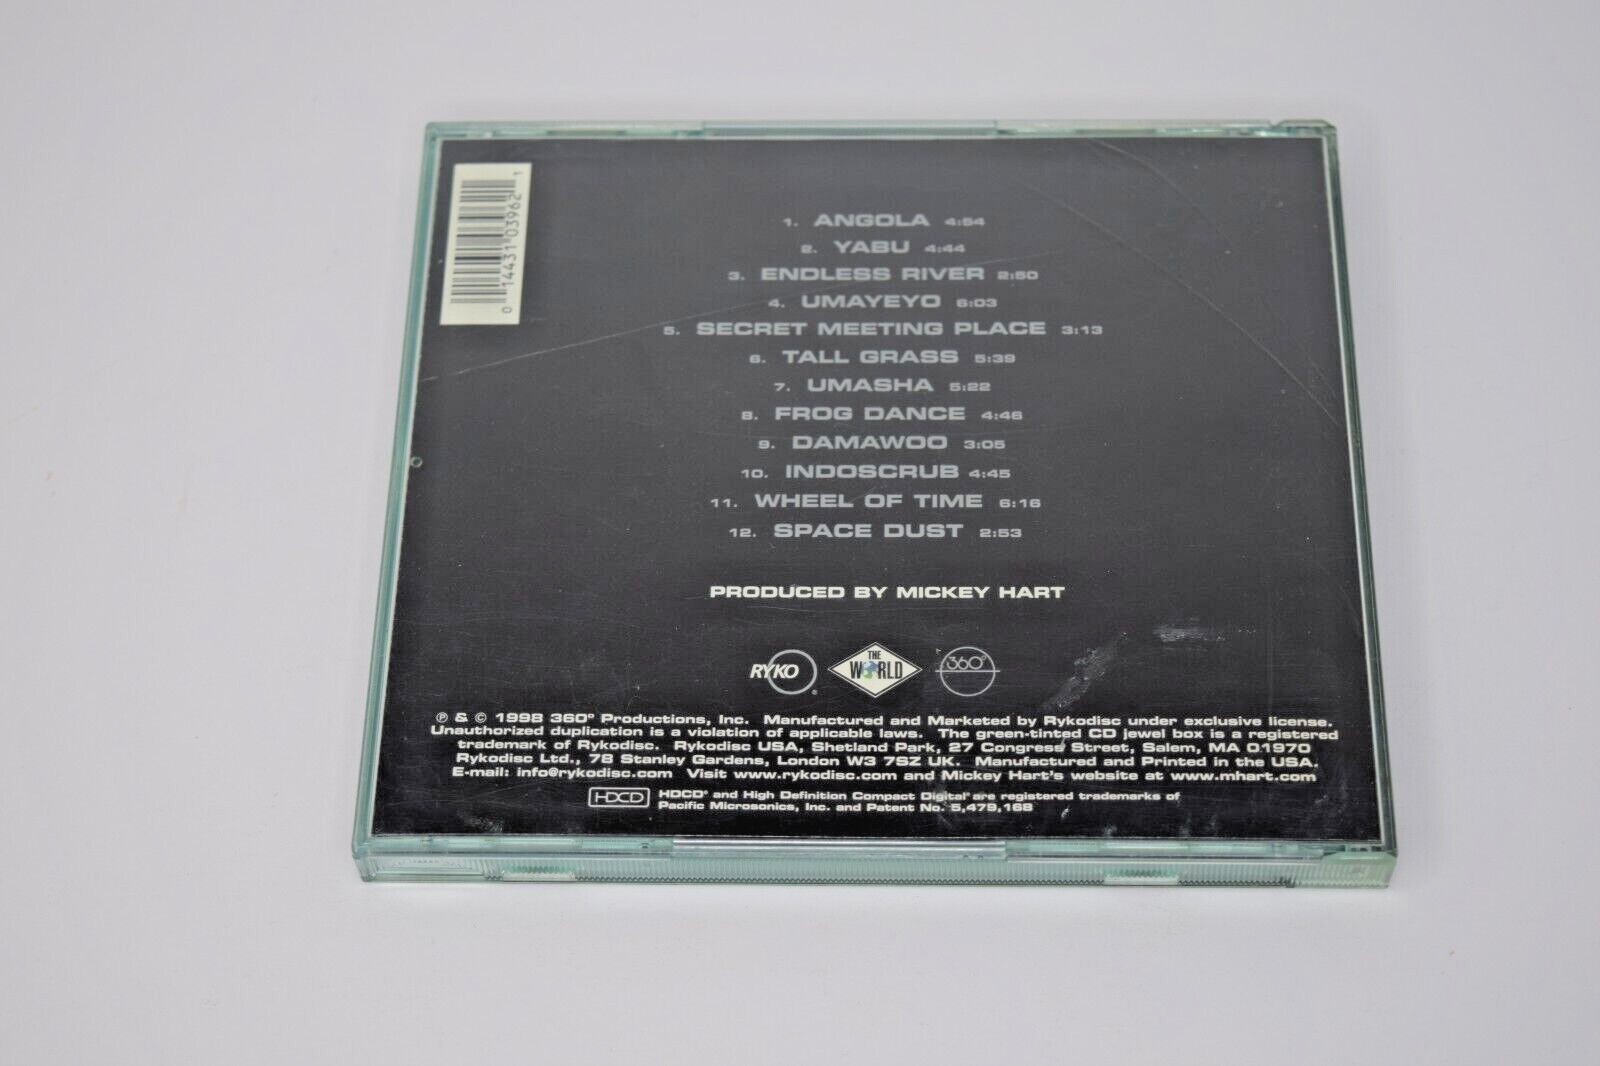 0 14431 03962 1
1. ANGOLA 4:54
2. YABU 4:44
3. ENDLESS RIVER 2:50
4. UMAYEYO 6:03
5. SECRET MEETING PLACE 3:13
6. TALL GRASS 5:39
7. UMASHA 5:22
8. FROG DANCE 4:46
9. DAMAWOO 3:05
10. INDOSCRUB 4:45
11. WHEEL OF TIME 6:16
12. SPACE DUST 2:53
PRODUCED BY MICKEY HART
RYKO ®
THE
WORLD
360°
℗ & © 1998 360° Productions, Inc. Manufactured and Marketed by Rykodisc under exclusive license.
Unauthorized duplication is a violation of applicable laws. The green-tinted CD jewel box is a registered
trademark of Rykodisc. Rykodisc USA, Shetland Park, 27 Congress Street, Salem, MA 01970
Rykodisc Ltd., 78 Stanley Gardens, London W3 7SZ UK. Manufactured and Printed in the USA.
E-mail: info@rykodisc.com Visit www.rykodisc.com and Mickey Hart's website at www.mhart.com
HDCD HDCD® and High Definition Compact Digital® are registered trademarks of
Pacific Microsonics, Inc. and Patent No. 5,479,168